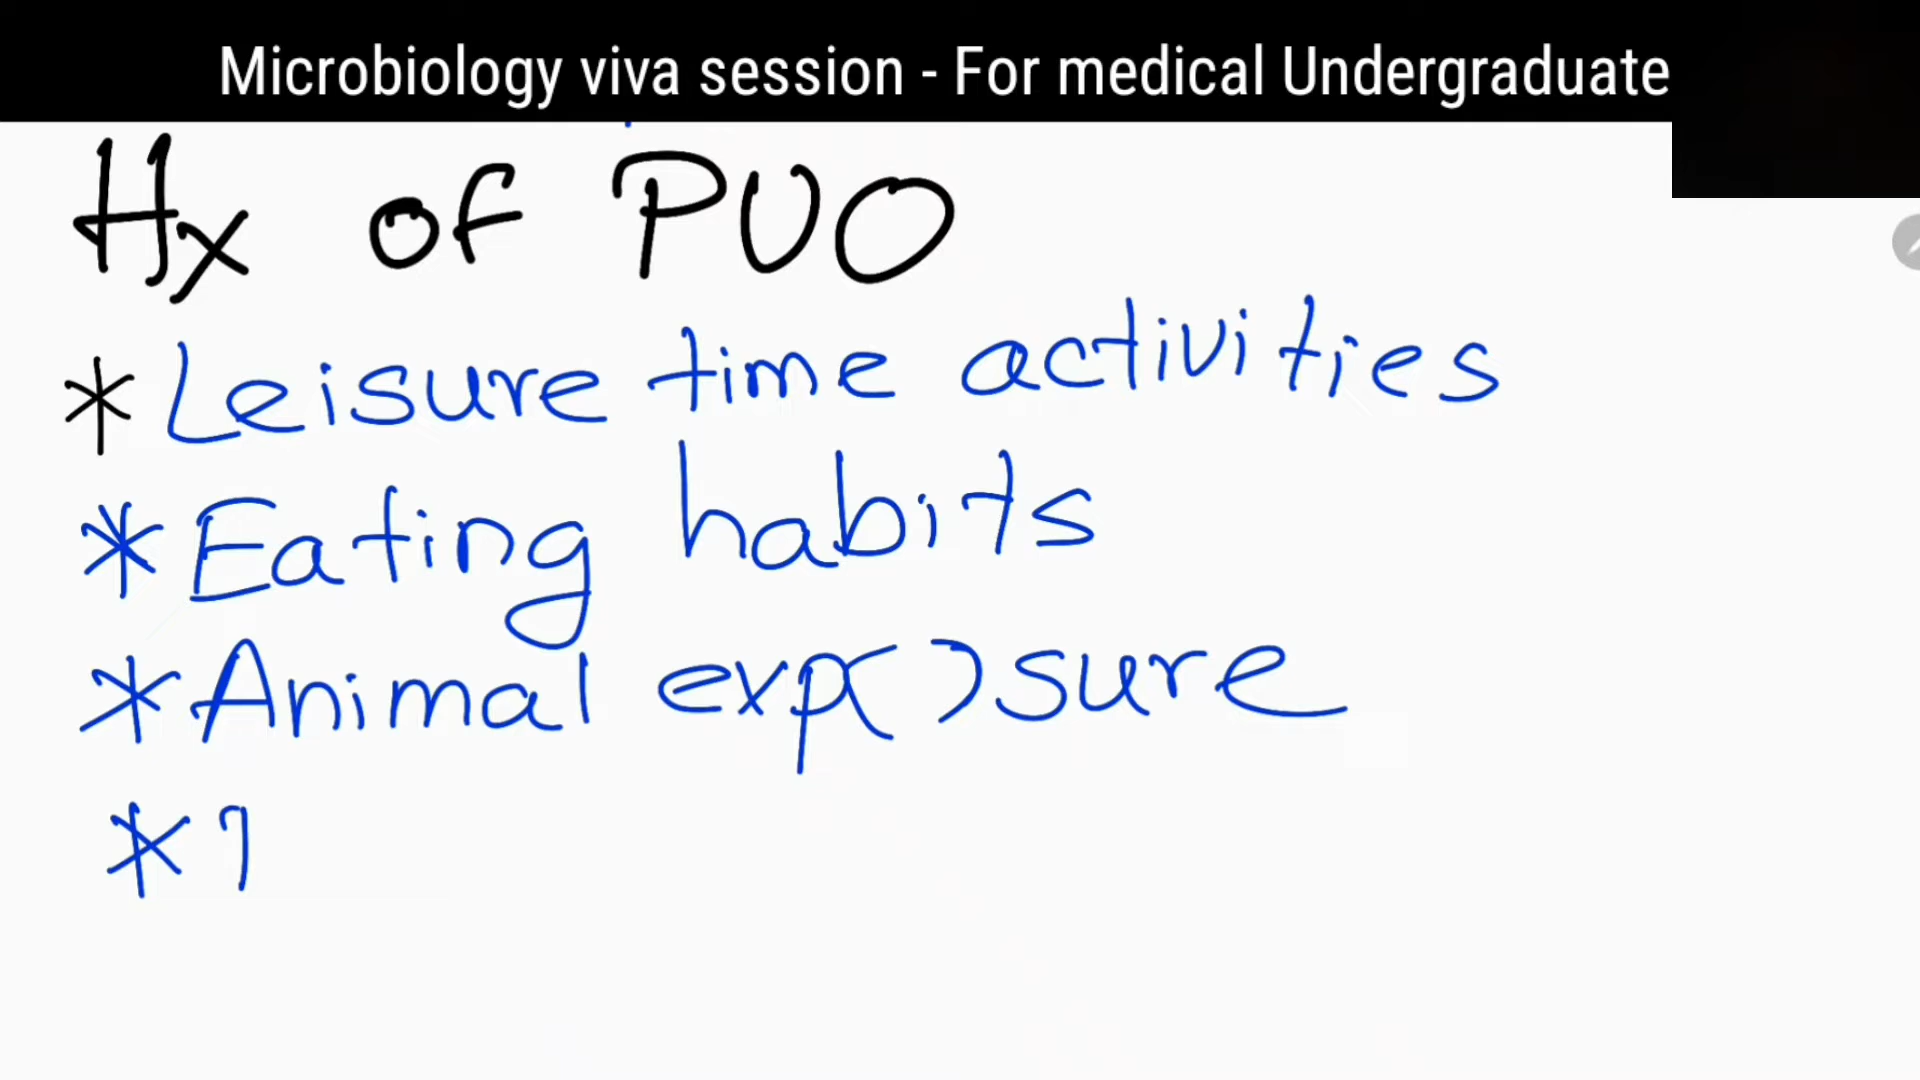 Microbiology viva session - For medical Undergraduate
Hx of PUO
* Leisure time activities
* Eating habits
* Animal exposure
*